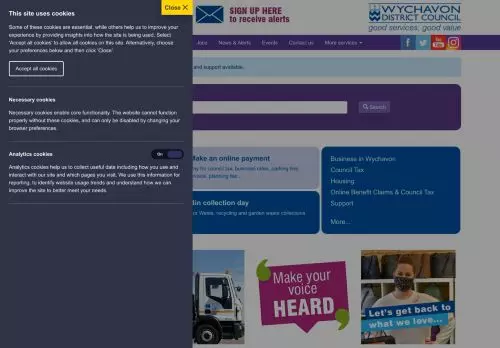 Close ×
This site uses cookies
Some of these cookies are essential, while others help us to improve your
experience by providing insights into how the site is being used. Select
'Accept all cookies' to allow all cookies on this site. Alternatively, choose
your preferences below and then click 'Close'.
Accept all cookies
Necessary cookies
Necessary cookies enable core functionality. The website cannot function
properly without these cookies, and can only be disabled by changing your
browser preferences.
Analytics cookies
On
Analytics cookies help us to collect useful data including how you use and
interact with our site and which pages you visit. We use this information for
reporting, to identify website usage trends and understand how we can
improve the site to better meet your needs.
SIGN UP HERE
to receive alerts
WYCHAVON
DISTRICT COUNCIL
good services, good value
Jobs
News & Alerts
Events
Contact us
More services
and support available.
Search
Make an online payment
for council tax, business rates, parking fine
planning
bin collection day
recycling and garden waste collections
Business in Wychavon
Council Tax
Housing
Online Benefit Claims & Council Tax
Support
More...
Make your
voice
HEARD
Let's get back to
what we love...